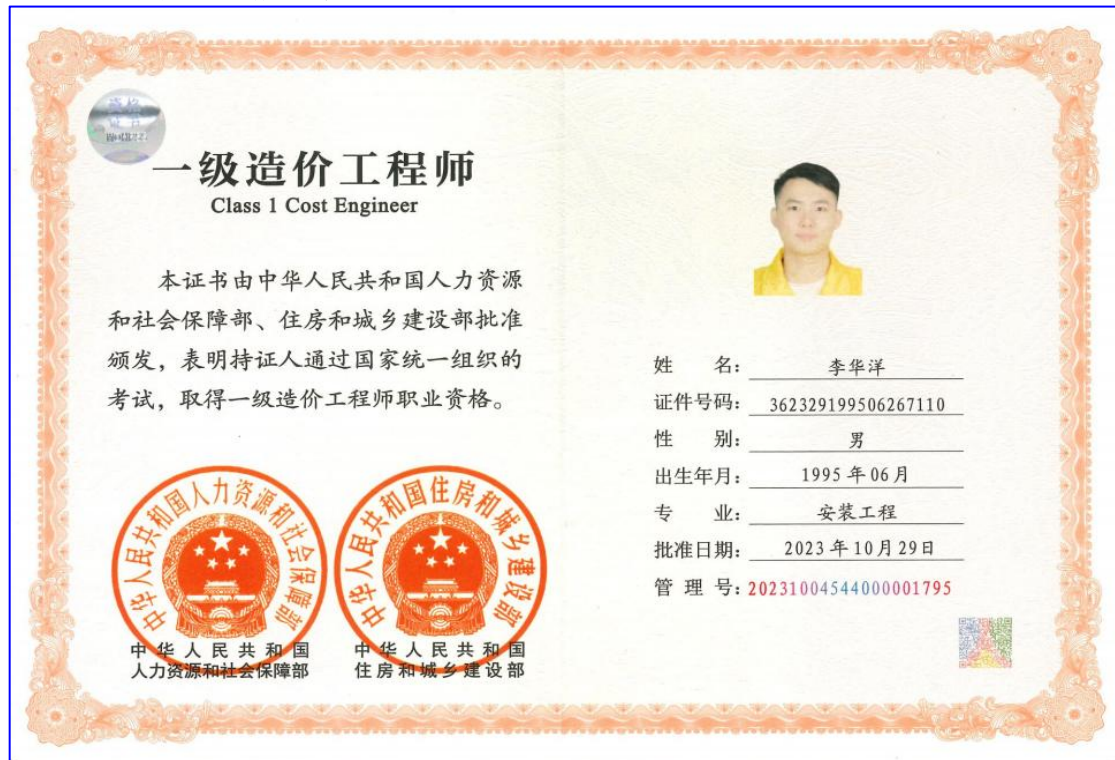 一级造价工程师
Class 1 Cost Engineer
本证书由中华人民共和国人力资源
和社会保障部、住房和城乡建设部批准
颁发，表明持证人通过国家统一组织的
考试，取得一级造价工程师职业资格。
中华人民共和国人力资源和社会保障部
中华人民共和国住房和城乡建设部
中华人民共和国
人力资源和社会保障部
中华人民共和国
住房和城乡建设部
姓 名： 李华洋
证件号码： 362329199506267110
性 别： 男
出生年月： 1995年06月
专 业： 安装工程
批准日期： 2023年10月29日
管 理 号： 20231004544000001795